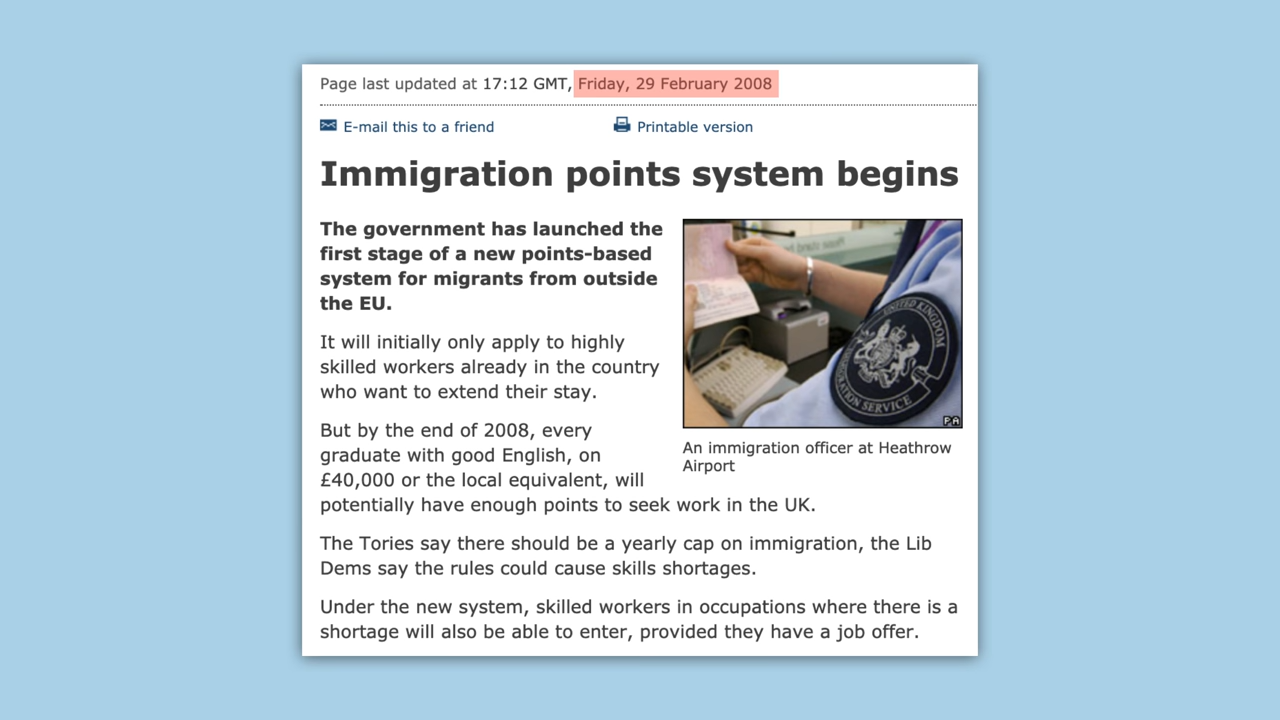 Page last updated at 17:12 GMT, Friday, 29 February 2008
E-mail this to a friend
Printable version
Immigration points system begins
The government has launched the
first stage of a new points-based
system for migrants from outside
the EU.
It will initially only apply to highly
skilled workers already in the country
who want to extend their stay.
But by the end of 2008, every
graduate with good English, on
£40,000 or the local equivalent, will
potentially have enough points to seek work in the UK.
UNITED KINGDOM
IMMIGRATION SERVICE
PA
An immigration officer at Heathrow
Airport
The Tories say there should be a yearly cap on immigration, the Lib
Dems say the rules could cause skills shortages.
Under the new system, skilled workers in occupations where there is a
shortage will also be able to enter, provided they have a job offer.